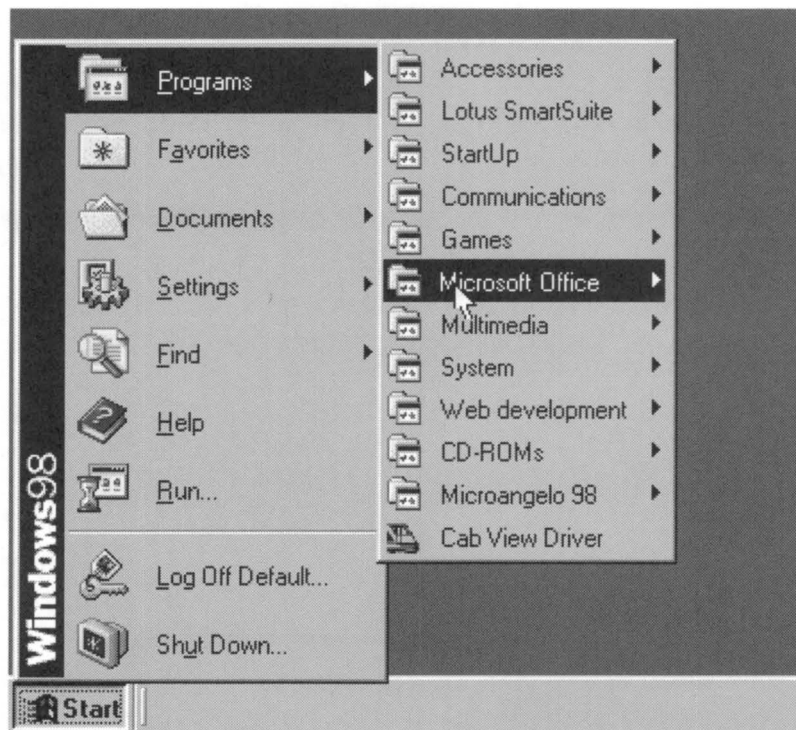 Programs
Favorites
Documents
Settings
Find
Help
Run...
Log Off Default...
Shut Down...
Windows98
Accessories
Lotus SmartSuite
StartUp
Communications
Games
Microsoft Office
Multimedia
System
Web development
CD-ROMs
Microangelo 98
Cab View Driver
Start